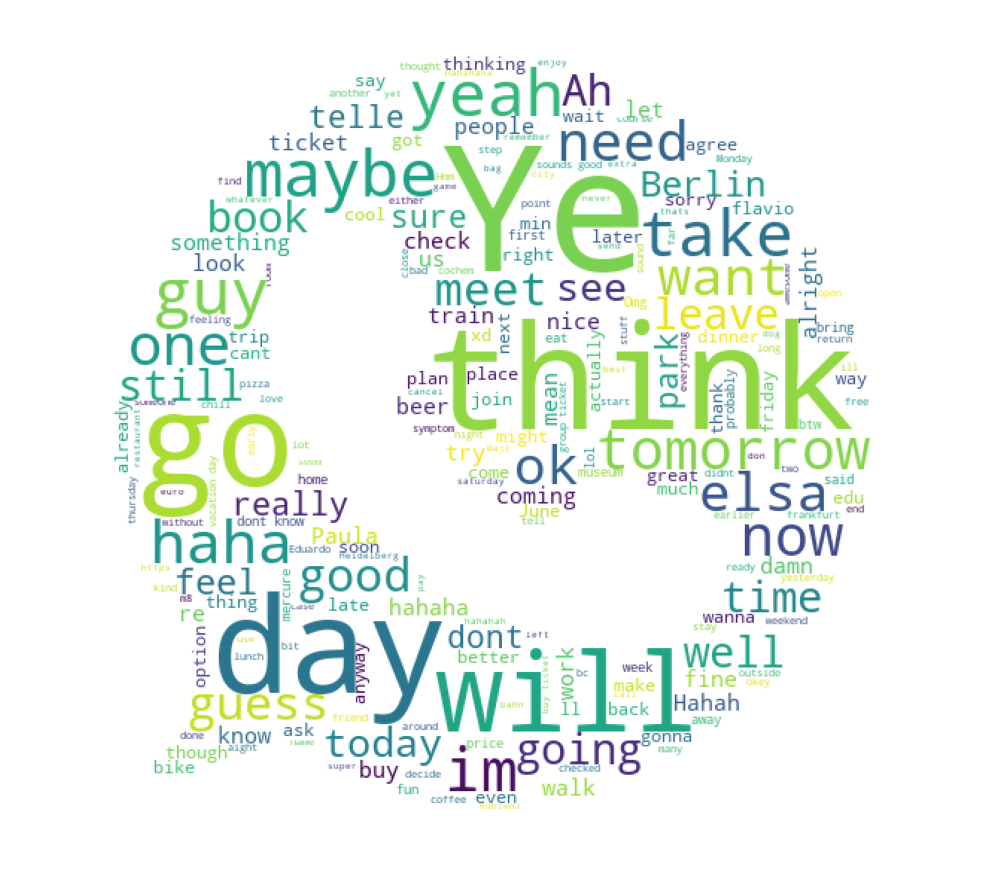 thought hahahaha enjoy
thinking
say another yet yeah Ah
telle people wait course let
ticket got remember need agree
step sounds good extra Monday
find maybe Hmm bag city Ye Berlin
whatever game either never sorry
book cool sure point thats flavio
min send take
something check first later far
us right sound
look close bad cochem want alright
room guy meet see Omg leave open
feeling train nice stuff bring
one trip xd next eat dinner dog return
cant think long
still pizza plan place actually park everything ill way
chill love cancel beer join mean best start thank probably friday free
someone symptom might group ticket btw
already restaurant go early night Wajt lol tomorrow don
lot try ok museum great didnt two said
thursday euro vacation day home come saturday much elsa edu
really coming June earlier frankfurt end
without dont know tell
haha Paula soon now
https Eduardo Heidelberg ready damn
kind feel good pay yesterday
m8 thing mercure case late hahaha time
re hahahah wanna weekend
day dont left stay
option lunch bit better work week well outside
anyway bc fine okey
guess will buy ticket make call Hahah
friend ll back away
done know ask around bahn gonna
though aight today price going many
bike super buy decide im checked
fun walk
coffee even